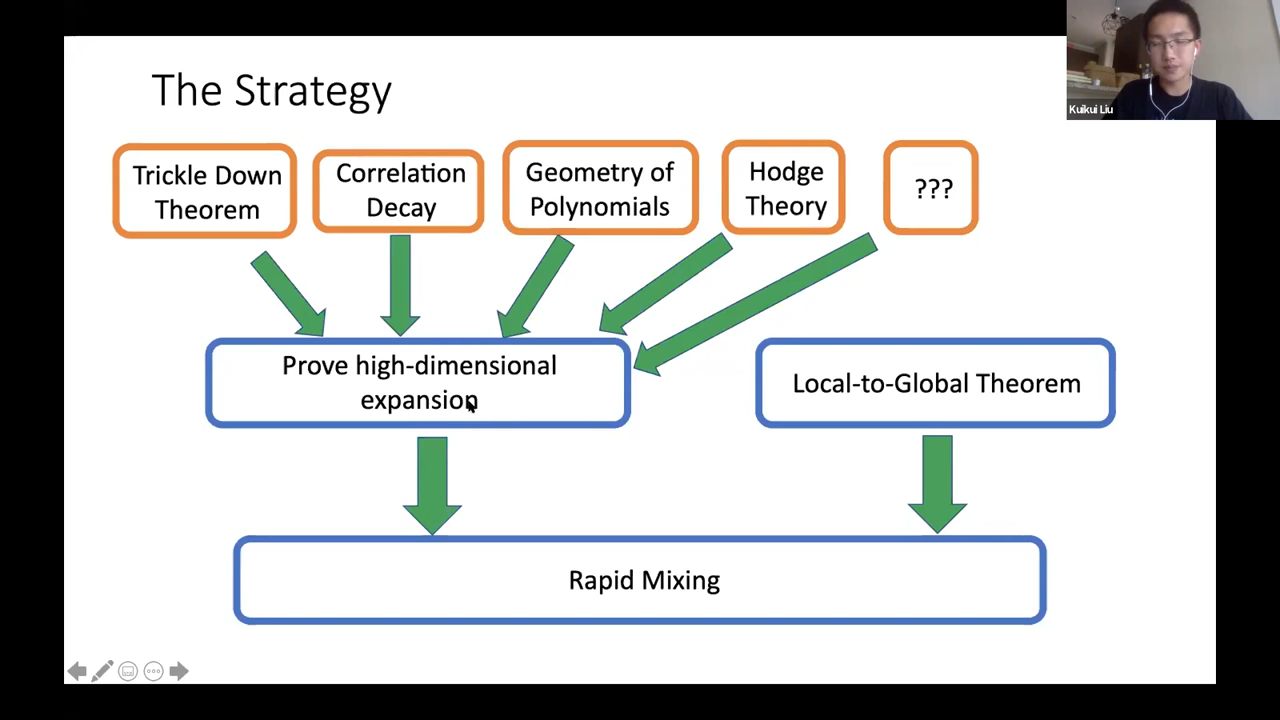 The Strategy
Kuikui Liu
Trickle Down
Theorem
Correlation
Decay
Geometry of
Polynomials
Hodge
Theory
???
Prove high-dimensional
expansion
Local-to-Global Theorem
Rapid Mixing